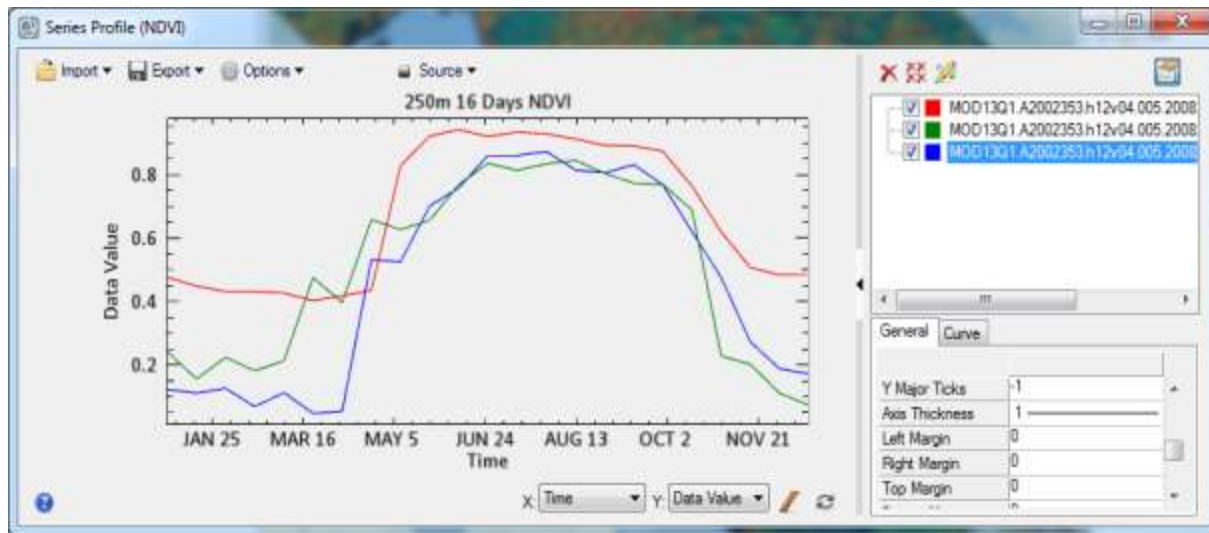 Series Profile (NDVI)
Import Export Options Source
250m 16 Days NDVI
Data Value
0.8
0.6
0.4
0.2
JAN 25 MAR 16 MAY 5 JUN 24 AUG 13 OCT 2 NOV 21
Time
X: Time Y: Data Value
MOD13Q1.A2002353.h12v04.005.2008
MOD13Q1.A2002353.h12v04.005.2008
MOD13Q1.A2002353.h12v04.005.2008
General Curve
Y Major Ticks -1
Axis Thickness 1
Left Margin 0
Right Margin 0
Top Margin 0